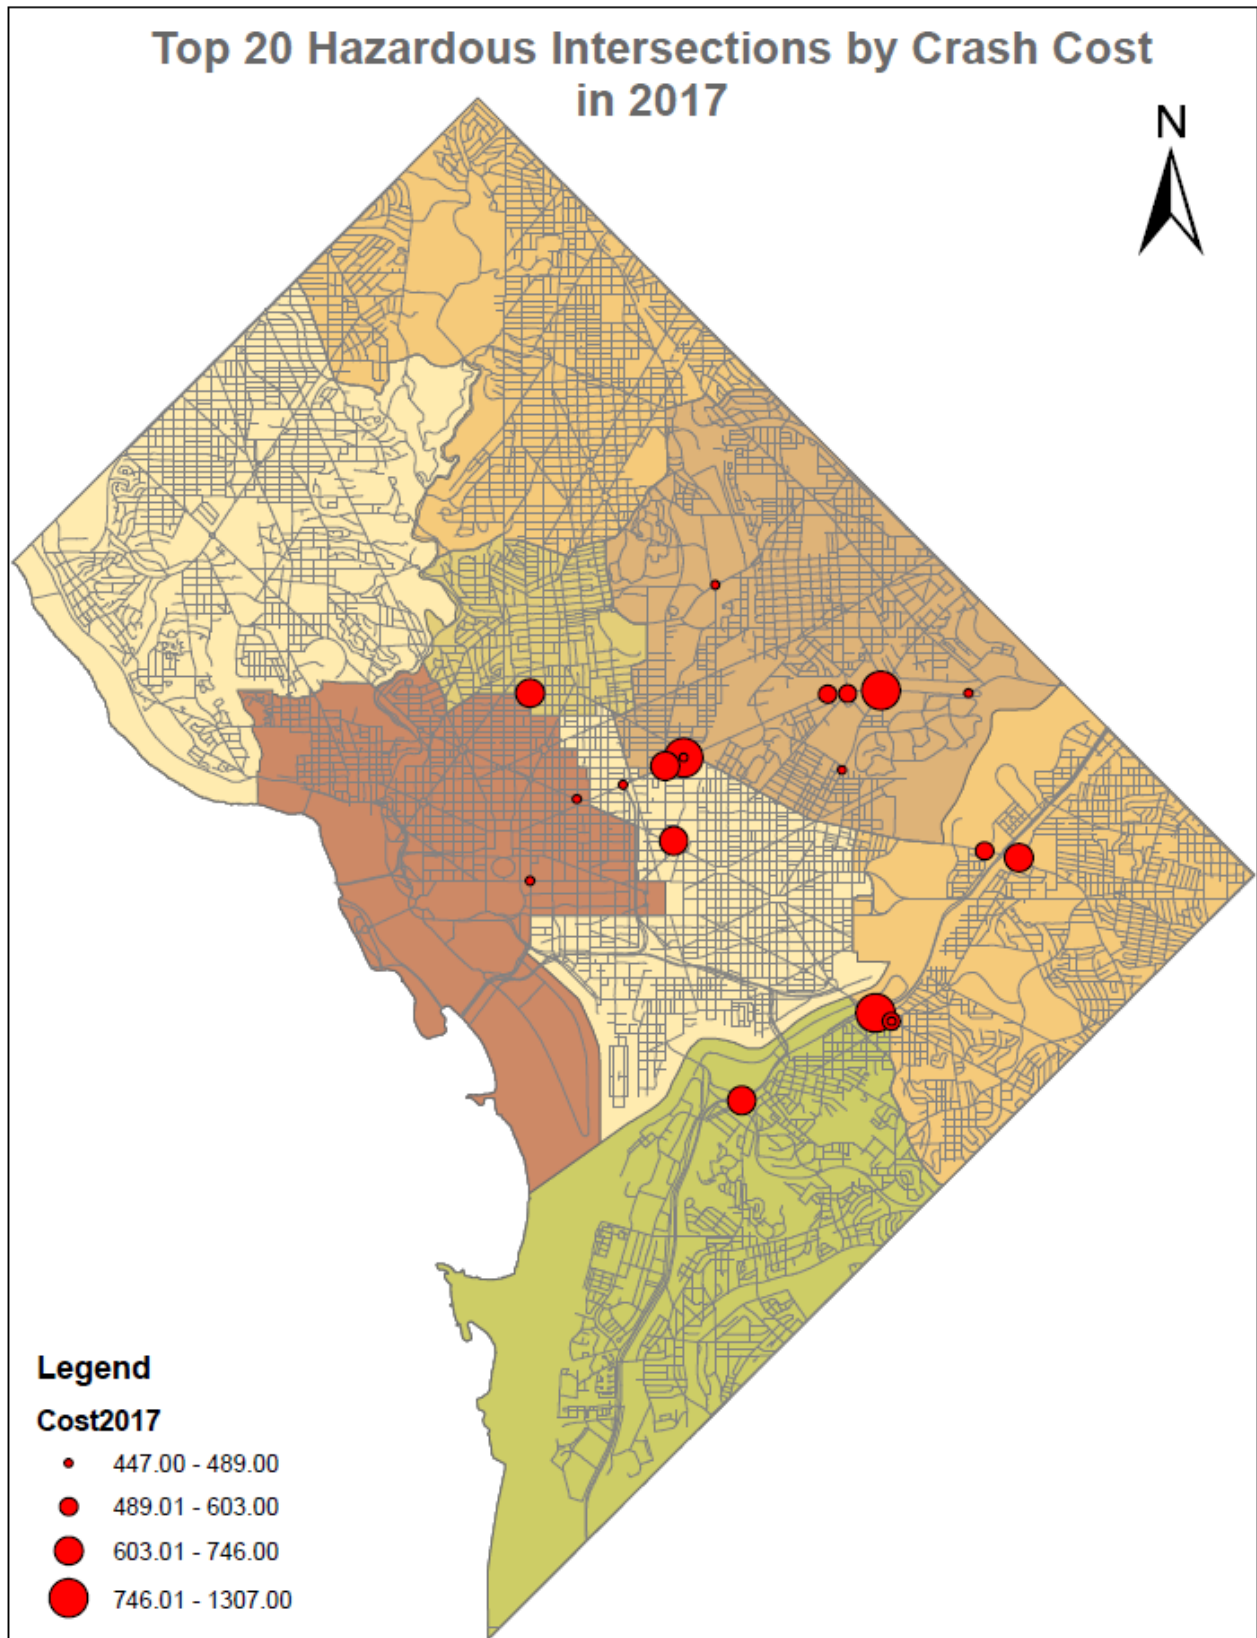 Top 20 Hazardous Intersections by Crash Cost
in 2017
N
Legend
Cost2017
447.00 - 489.00
489.01 - 603.00
603.01 - 746.00
746.01 - 1307.00